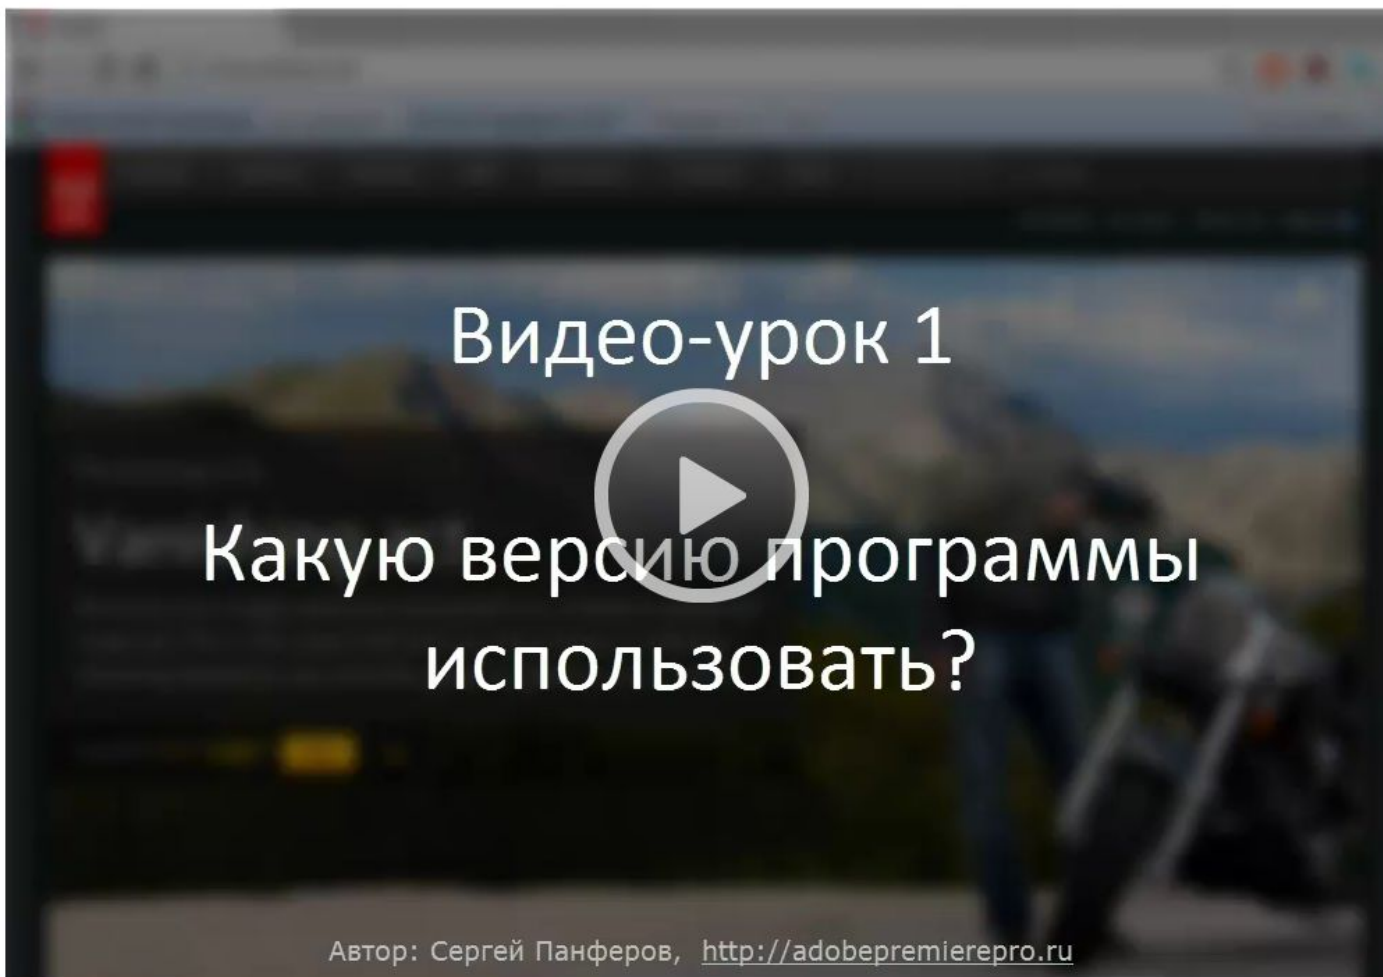 Видео-урок 1
Какую версию программы
использовать?
Автор: Сергей Панферов, http://adobepremierepro.ru